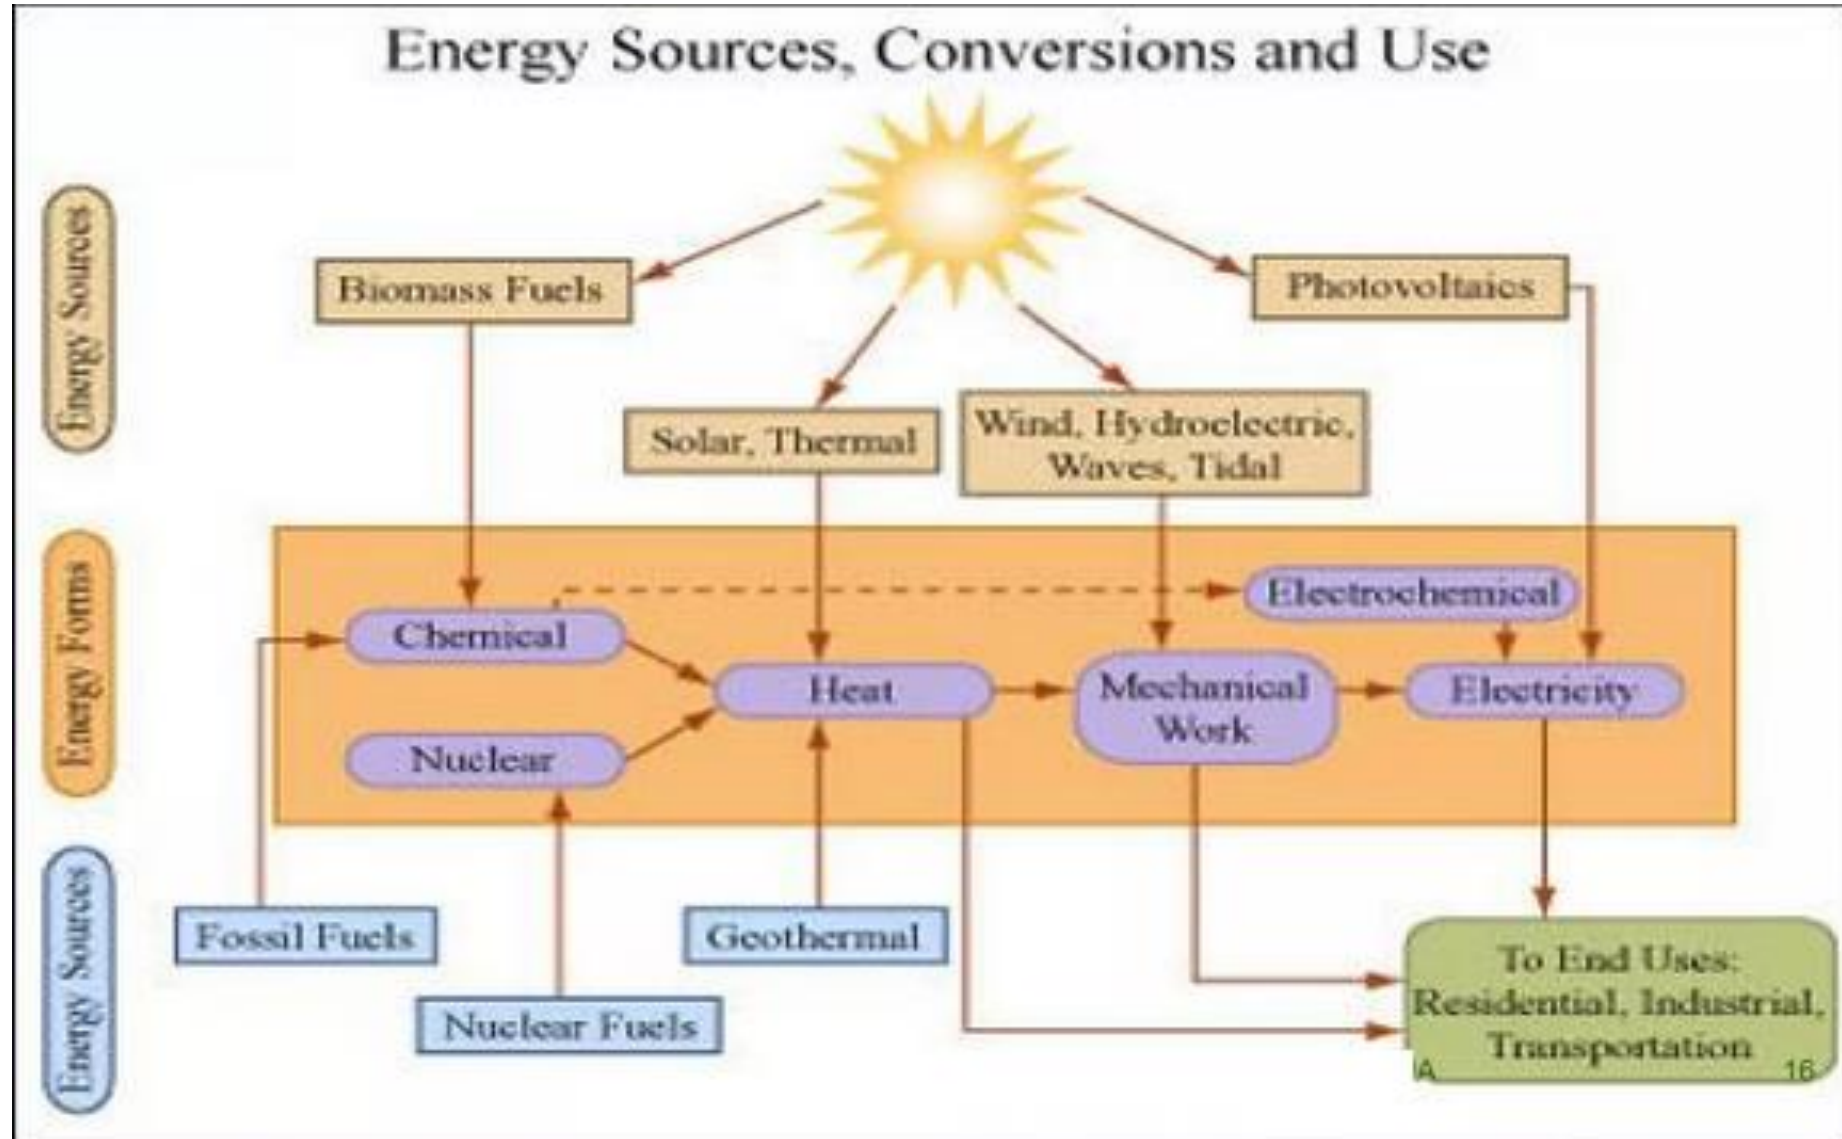 Energy Sources, Conversions and Use
Energy Sources
Biomass Fuels
Photovoltaics
Solar, Thermal
Wind, Hydroelectric,
Waves, Tidal
Energy Forms
Electrochemical
Chemical
Heat
Mechanical
Work
Electricity
Nuclear
Energy Sources
Fossil Fuels
Geothermal
Nuclear Fuels
To End Uses:
Residential, Industrial,
Transportation
A 16